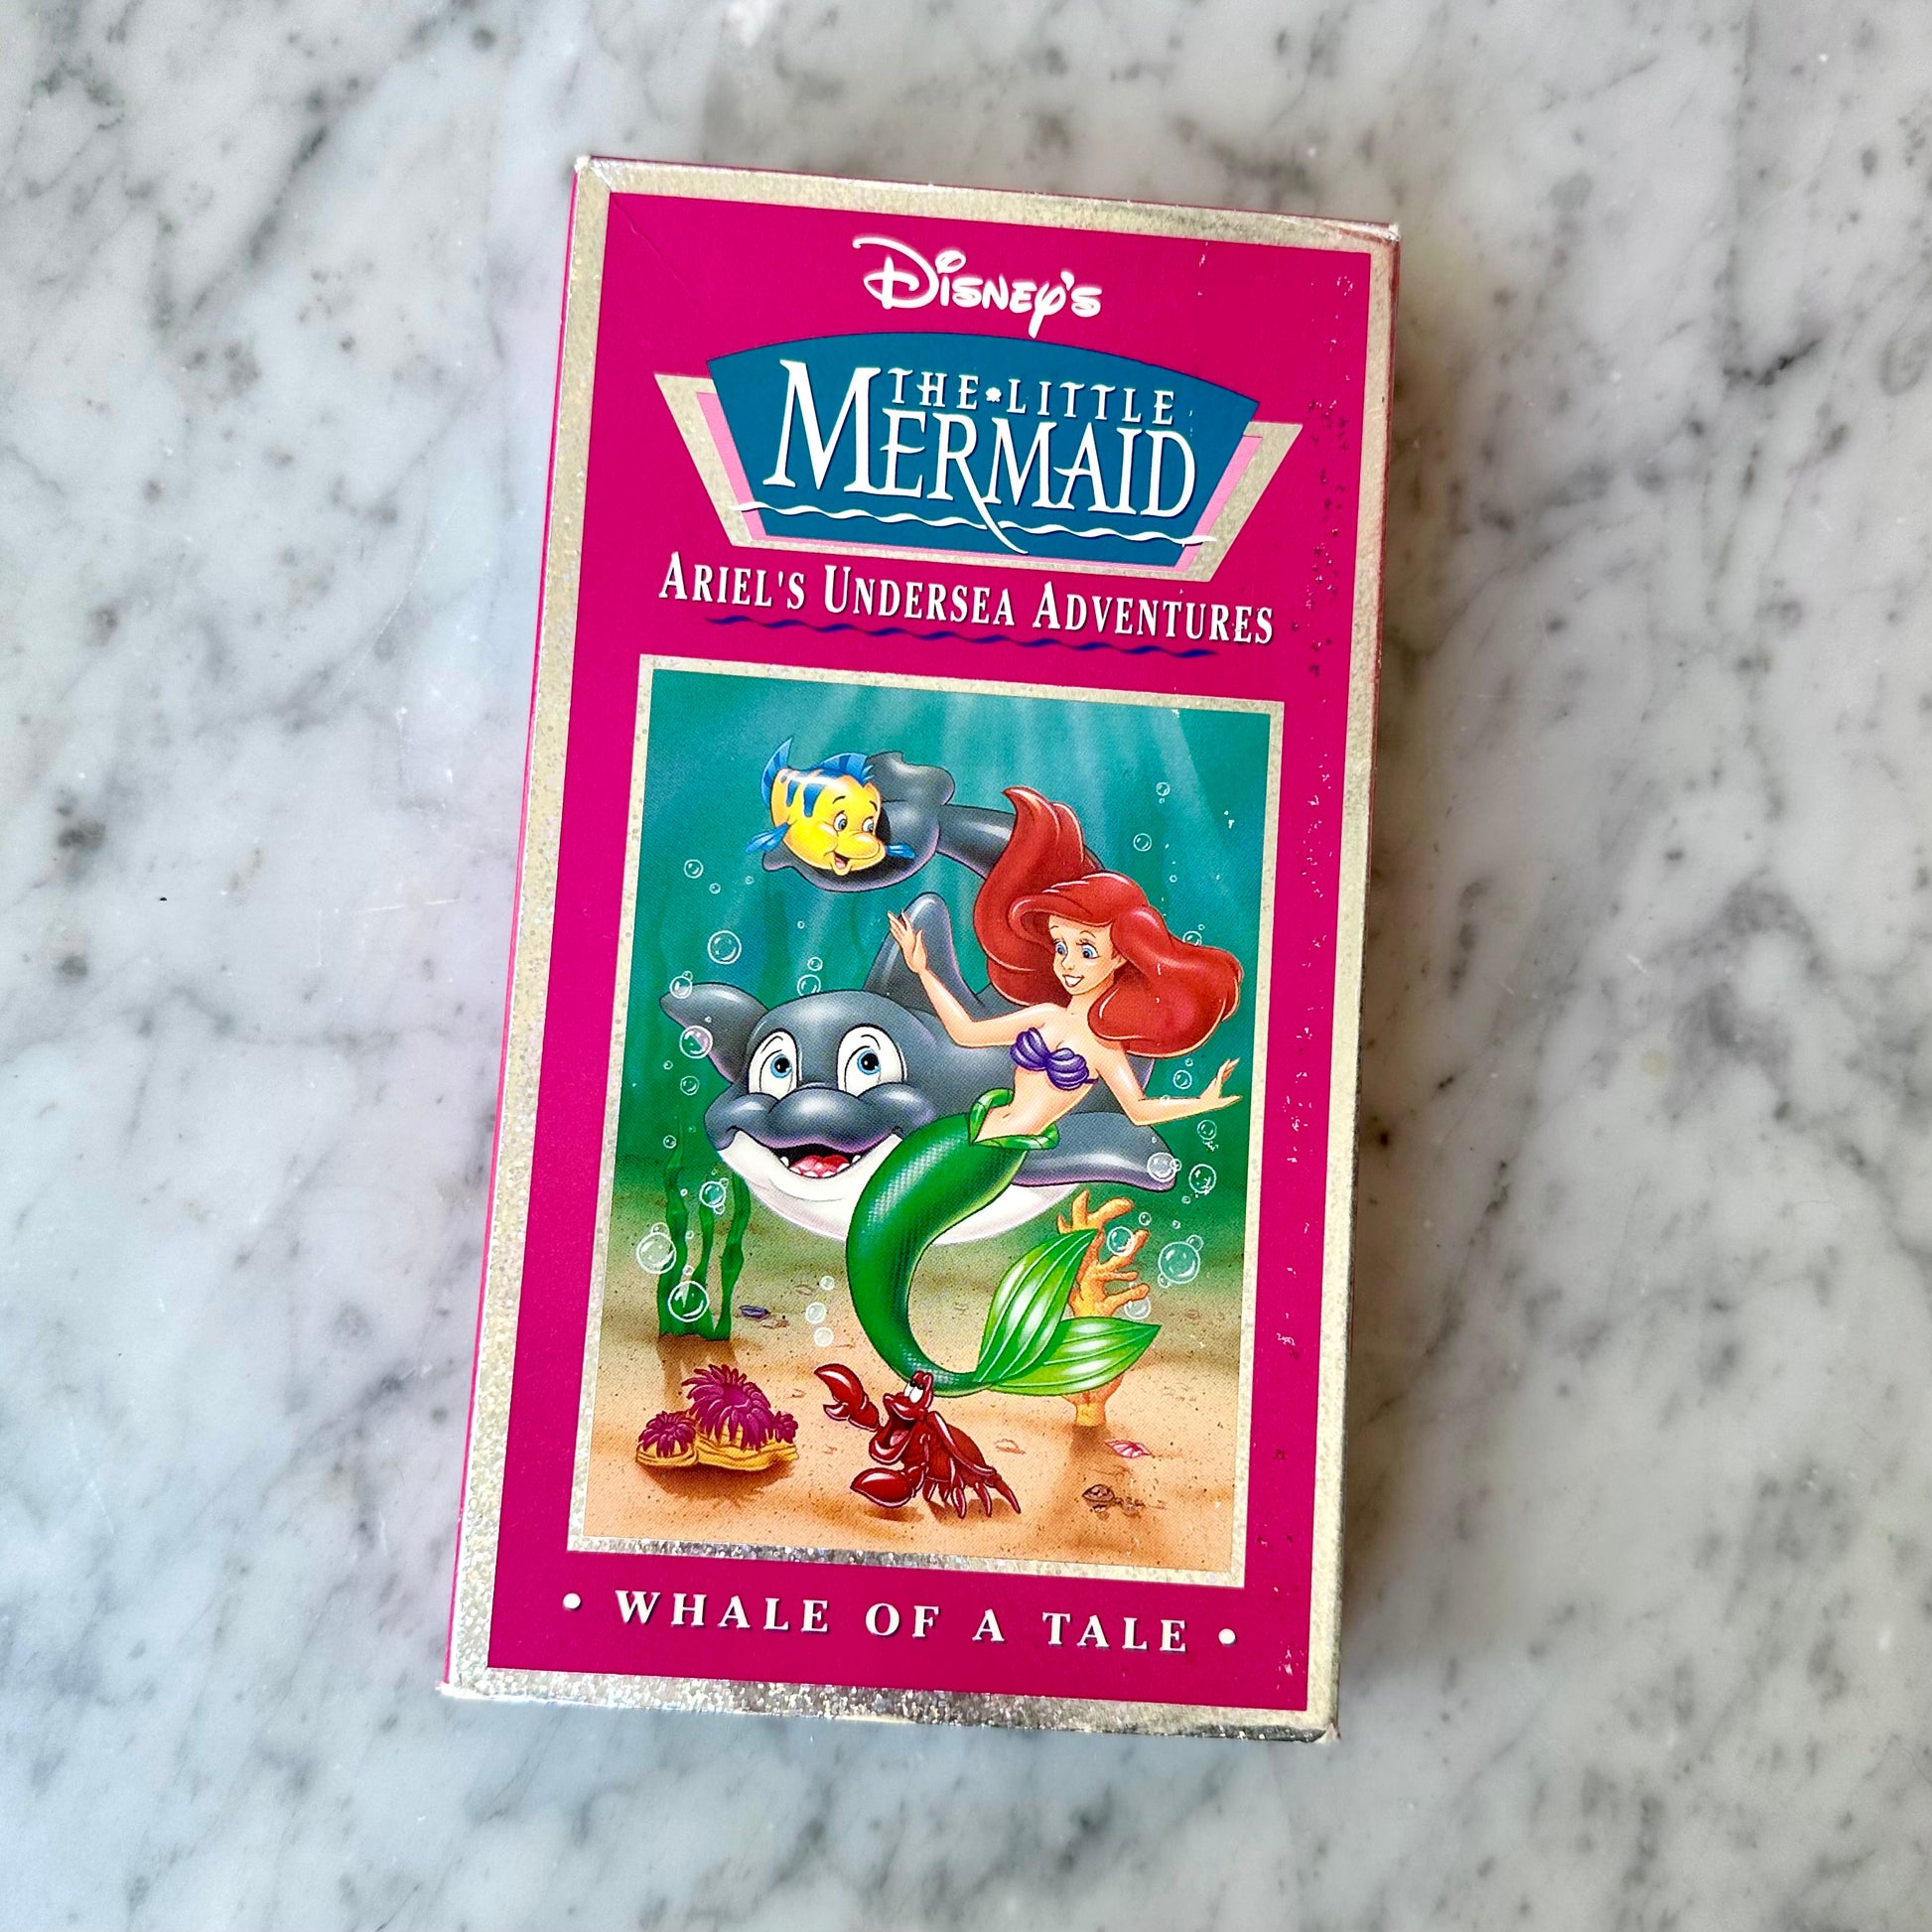 DISNEY'S
THE•LITTLE
MERMAID
ARIEL'S UNDERSEA ADVENTURES
• WHALE OF A TALE •